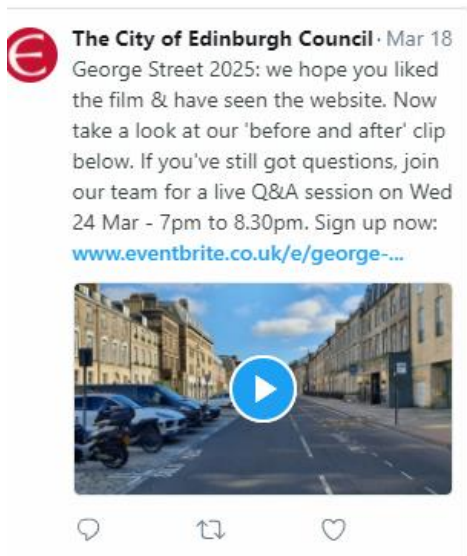 The City of Edinburgh Council · Mar 18
George Street 2025: we hope you liked
the film & have seen the website. Now
take a look at our 'before and after' clip
below. If you've still got questions, join
our team for a live Q&A session on Wed
24 Mar - 7pm to 8.30pm. Sign up now:
www.eventbrite.co.uk/e/george-...